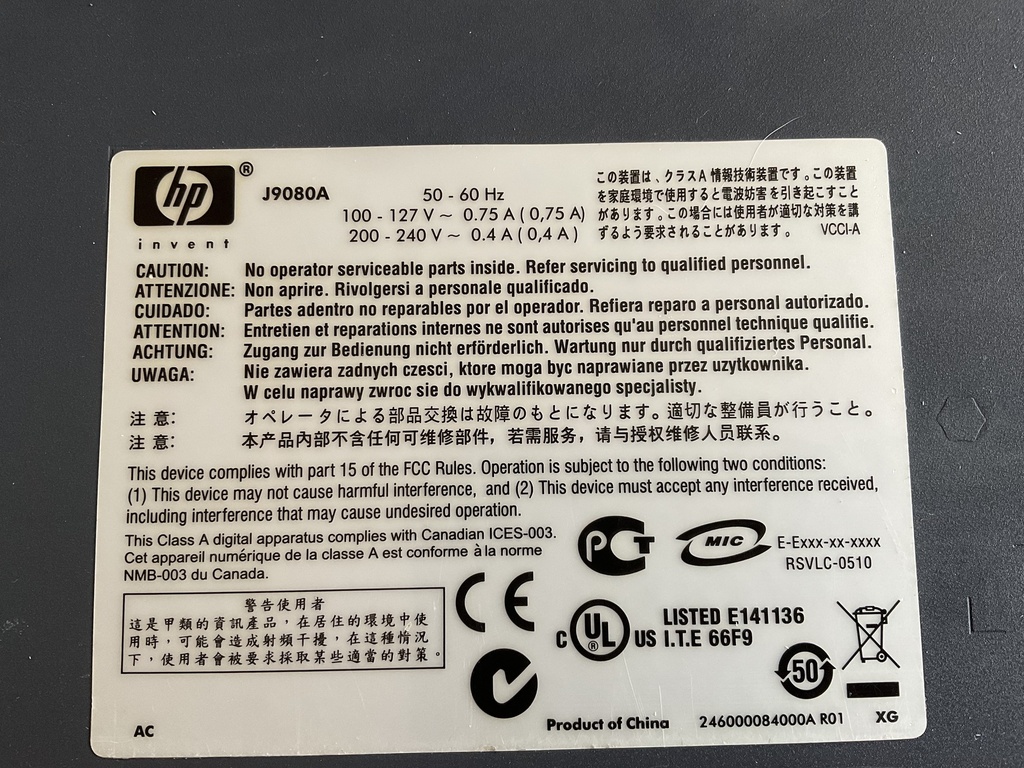 hp ®
invent
J9080A
50 - 60 Hz
100 - 127 V ~ 0.75 A ( 0,75 A)
200 - 240 V ~ 0.4 A ( 0,4 A )
この装置は、クラスA 情報技術装置です。この装置
を家庭環境で使用すると電波妨害を引き起こすこと
があります。この場合には使用者が適切な対策を講
ずるよう要求されることがあります。 VCCI-A
CAUTION: No operator serviceable parts inside. Refer servicing to qualified personnel.
ATTENZIONE: Non aprire. Rivolgersi a personale qualificado.
CUIDADO: Partes adentro no reparables por el operador. Refiera reparo a personal autorizado.
ATTENTION: Entretien et reparations internes ne sont autorises qu'au personnel technique qualifie.
ACHTUNG: Zugang zur Bedienung nicht erförderlich. Wartung nur durch qualifiziertes Personal.
UWAGA: Nie zawiera zadnych czesci, ktore moga byc naprawiane przez uzytkownika.
W celu naprawy zwroc sie do wykwalifikowanego specjalisty.
注意: オペレータによる部品交換は故障のもとになります。適切な整備員が行うこと。
注意: 本产品内部不含任何可维修部件，若需服务，请与授权维修人员联系。
This device complies with part 15 of the FCC Rules. Operation is subject to the following two conditions:
(1) This device may not cause harmful interference, and (2) This device must accept any interference received,
including interference that may cause undesired operation.
This Class A digital apparatus complies with Canadian ICES-003.
Cet appareil numérique de la classe A est conforme à la norme
NMB-003 du Canada.
PCT
MIC
E-Exxx-xx-xxxx
RSVLC-0510
警告使用者
這是甲類的資訊產品，在居住的環境中使
用時，可能會造成射頻干擾，在這種情況
下，使用者會被要求採取某些適當的對策。
CE
C UL US
LISTED E141136
I.T.E 66F9
50
AC
Product of China
246000084000A R01
XG